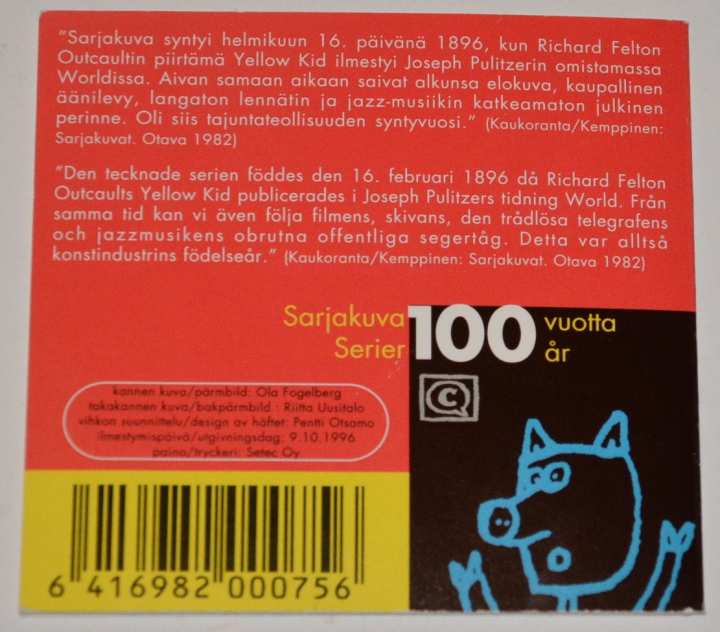 "Sarjakuva syntyi helmikuun 16. päivänä 1896, kun Richard Felton
Outcaultin piirtämä Yellow Kid ilmestyi Joseph Pulitzerin omistamassa
Worldissa. Aivan samaan aikaan saivat alkunsa elokuva, kaupallinen
äänilevy, langaton lennätin ja jazz-musiikin katkeamaton julkinen
perinne. Oli siis tajuntateollisuuden syntyvuosi." (Kaukoranta/Kemppinen:
Sarjakuvat. Otava 1982)
"Den tecknade serien föddes den 16. februari 1896 då Richard Felton
Outcaults Yellow Kid publicerades i Joseph Pulitzers tidning World. Från
samma tid kan vi även följa filmens, skivans, den trådlösa telegrafens
och jazzmusikens obrutna offentliga segertåg. Detta var alltså
konstindustrins födelseår." (Kaukoranta/Kemppinen: Sarjakuvat. Otava 1982)
Sarjakuva 100 vuotta
Serier år
C
kannen kuva/pärmbild: Ola Fogelberg
takakannen kuva/bakpärmbild : Riitta Uusitalo
vihkon suunnittelu/design av häftet: Pentti Otsamo
ilmestymispäivä/utgivningsdag: 9.10.1996
paino/tryckeri: Setec Oy
6 416982 000756